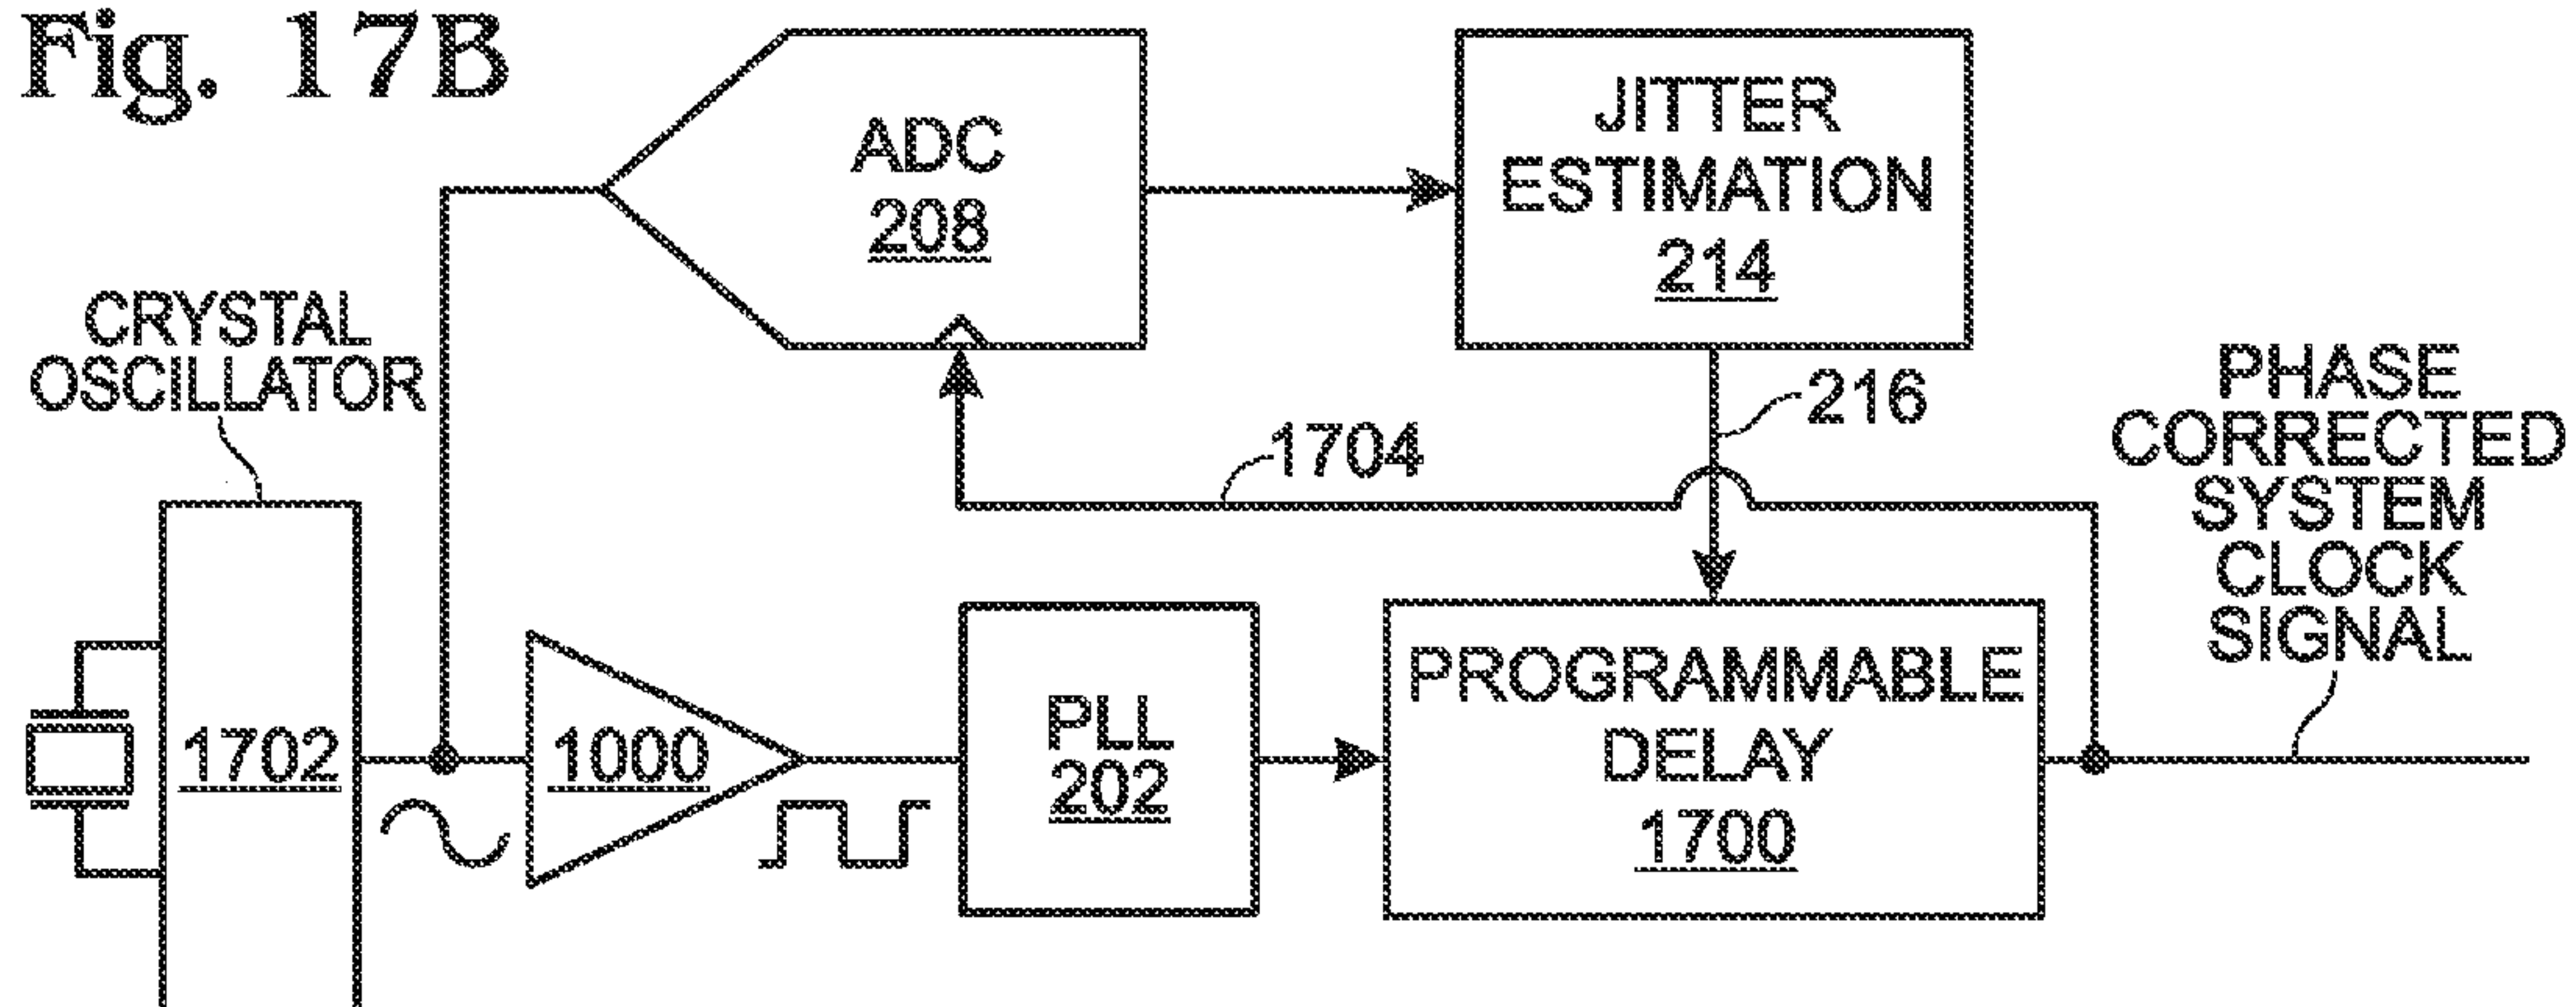 Fig. 17B
ADC
208
JITTER
ESTIMATION
214
CRYSTAL
OSCILLATOR
216
1704
PHASE
CORRECTED
SYSTEM
CLOCK
SIGNAL
1702
1000
PLL
202
PROGRAMMABLE
DELAY
1700